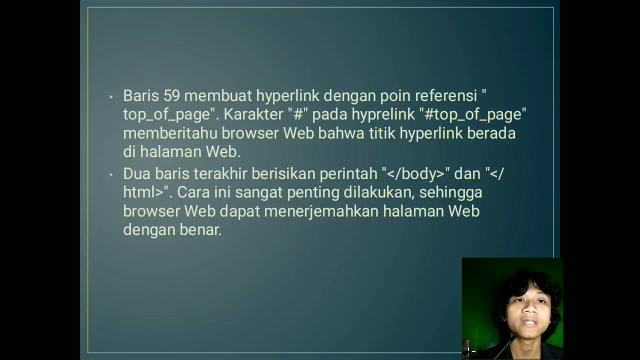 • Baris 59 membuat hyperlink dengan poin referensi "
top_of_page". Karakter "#" pada hyprelink "#top_of_page"
memberitahu browser Web bahwa titik hyperlink berada
di halaman Web.
• Dua baris terakhir berisikan perintah "</body>" dan "</
html>". Cara ini sangat penting dilakukan, sehingga
browser Web dapat menerjemahkan halaman Web
dengan benar.